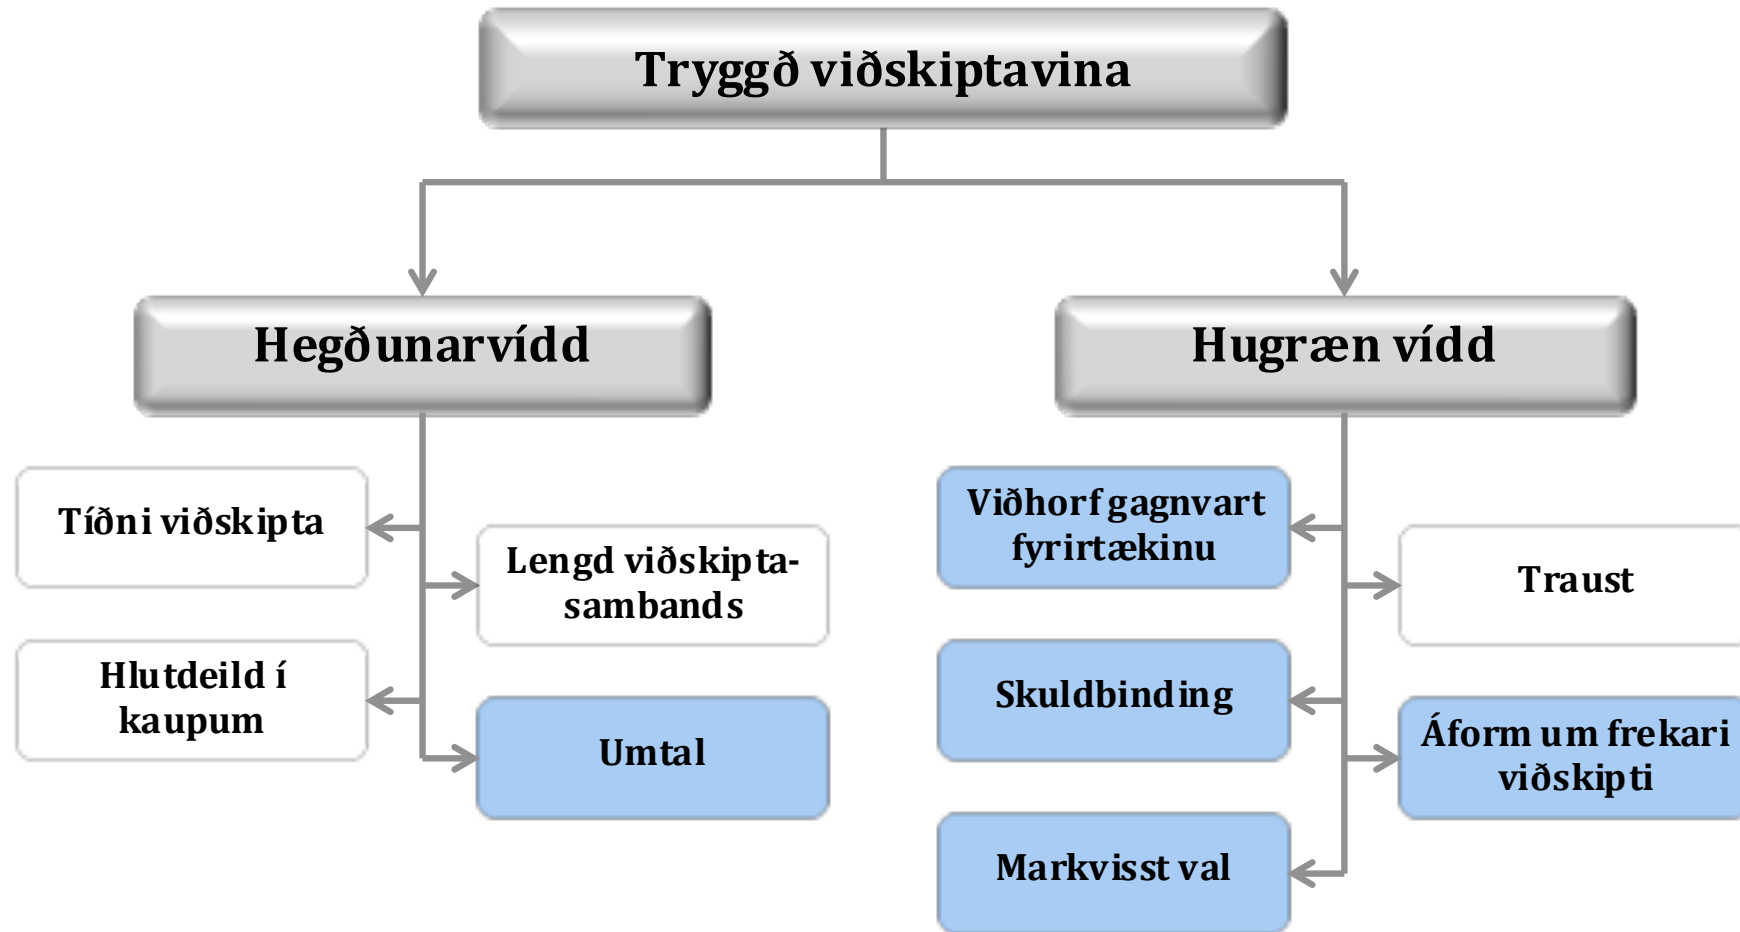 Tryggð viðskiptavina
Hegðunarvídd
Hugræn vídd
Tíðni viðskipta
Lengd viðskipta-
sambands
Hlutdeild í
kaupum
Umtal
Viðhorf gagnvart
fyrirtækinu
Traust
Skuldbinding
Áform um frekari
viðskipti
Markvisst val